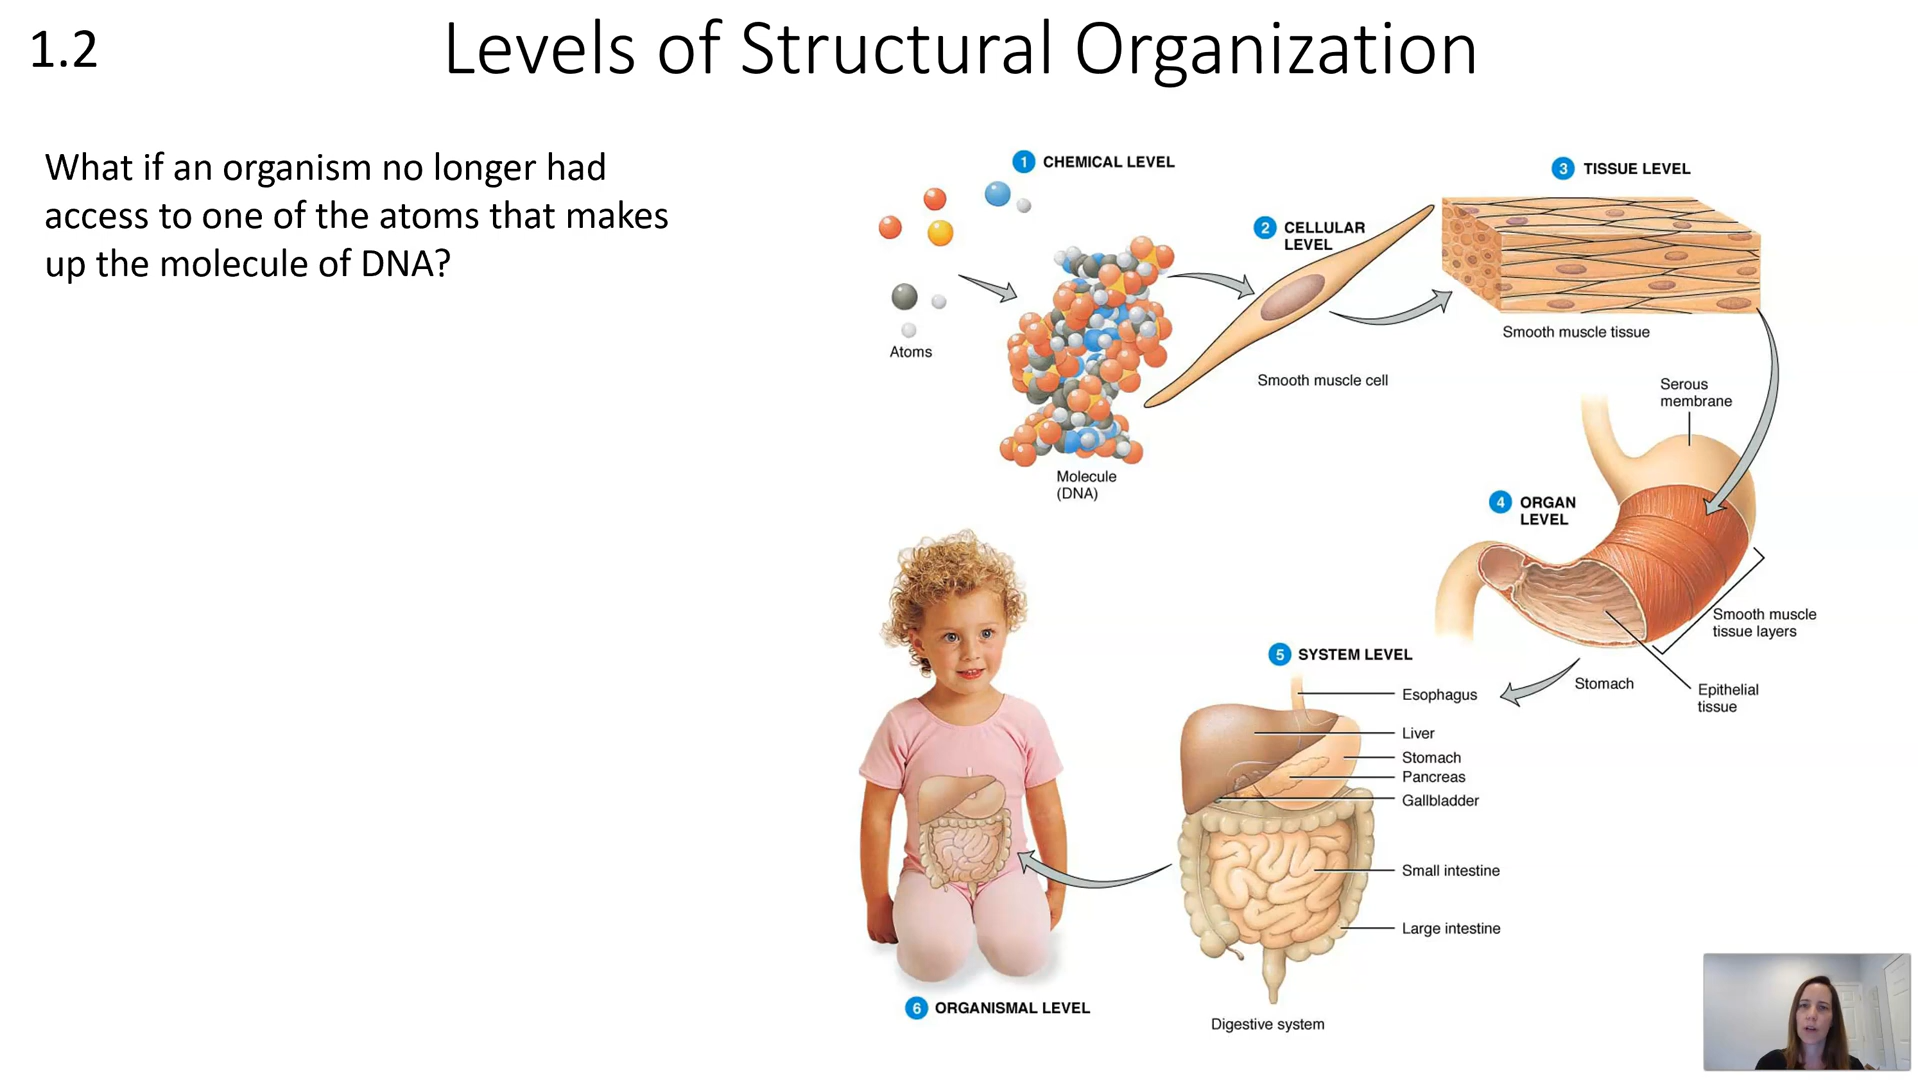 1.2
Levels of Structural Organization
What if an organism no longer had
access to one of the atoms that makes
up the molecule of DNA?
1 CHEMICAL LEVEL
Atoms
Molecule
(DNA)
2 CELLULAR
LEVEL
Smooth muscle cell
3 TISSUE LEVEL
Smooth muscle tissue
Serous
membrane
4 ORGAN
LEVEL
Smooth muscle
tissue layers
Stomach
Epithelial
tissue
5 SYSTEM LEVEL
Esophagus
Liver
Stomach
Pancreas
Gallbladder
Small intestine
Large intestine
Digestive system
6 ORGANISMAL LEVEL